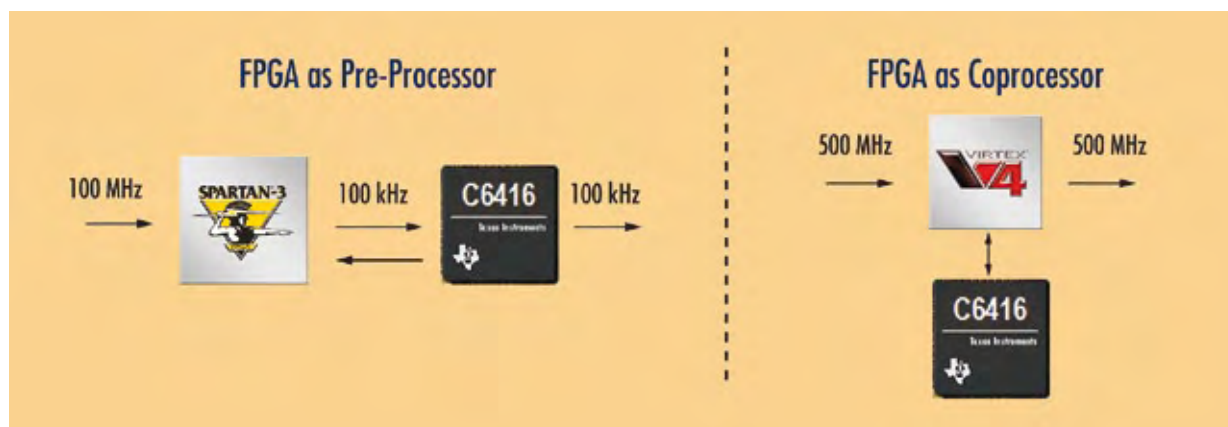 FPGA as Pre-Processor
100 MHz
SPARTAN-3
100 kHz
C6416
Texas Instruments
100 kHz
FPGA as Coprocessor
500 MHz
VIRTEX
4
500 MHz
C6416
Texas Instruments